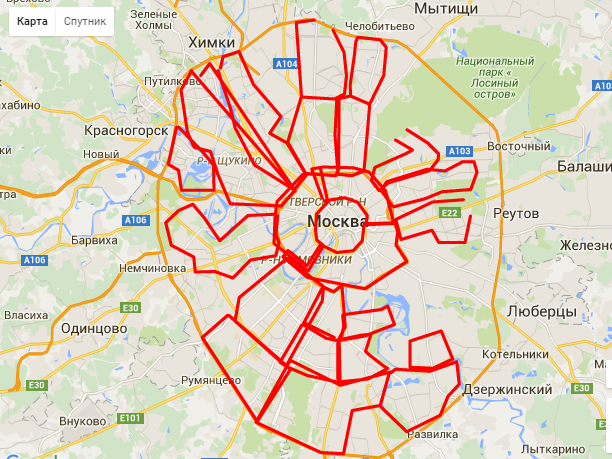 Карта
Спутник
Зеленые
Холмы
Мытищи
Челобитьево
Химки
A104
Национальный
парк «
Лосиный
остров»
Путилково
Красногорск
A103
Восточный
Новый
Р-Н ЩУКИНО
Балаши
ТВЕРСКОЙ Р-Н
Москва
E22
Реутов
A106
Барвиха
Железно
A106
Немчиновка
E30
Власиха
Одинцово
Люберцы
Котельники
Румянцево
E30
E30
Дзержинский
Внуково
E101
Развилка
Лыткарино